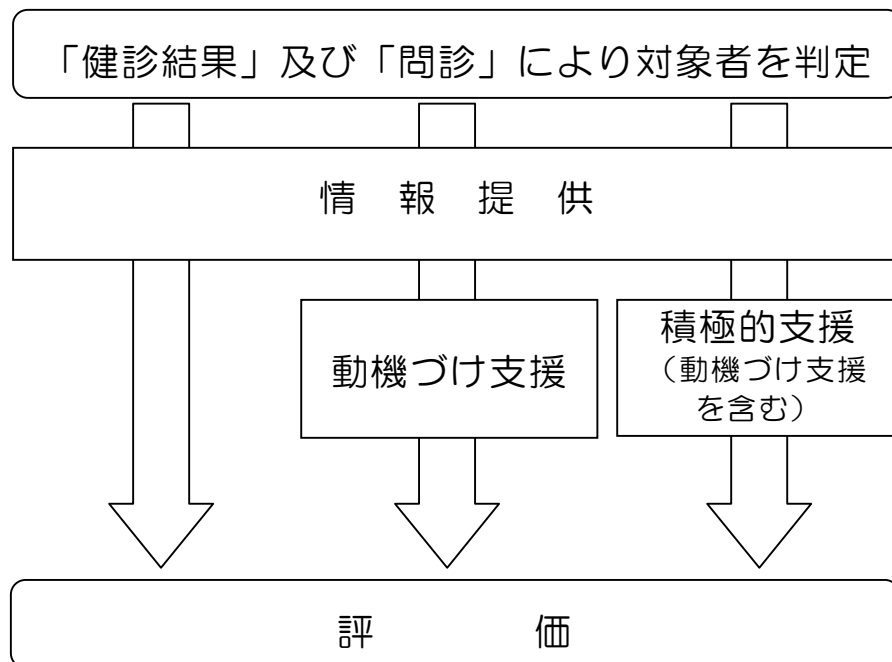 「健診結果」及び「問診」により対象者を判定
情　報　提　供
動機づけ支援
積極的支援
（動機づけ支援
を含む）
評　　　価